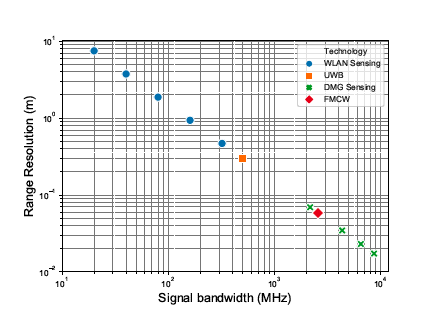 Technology
WLAN Sensing
UWB
DMG Sensing
FMCW
Range Resolution (m)
10^1
10^0
10^-1
10^-2
10^1
10^2
10^3
10^4
Signal bandwidth (MHz)